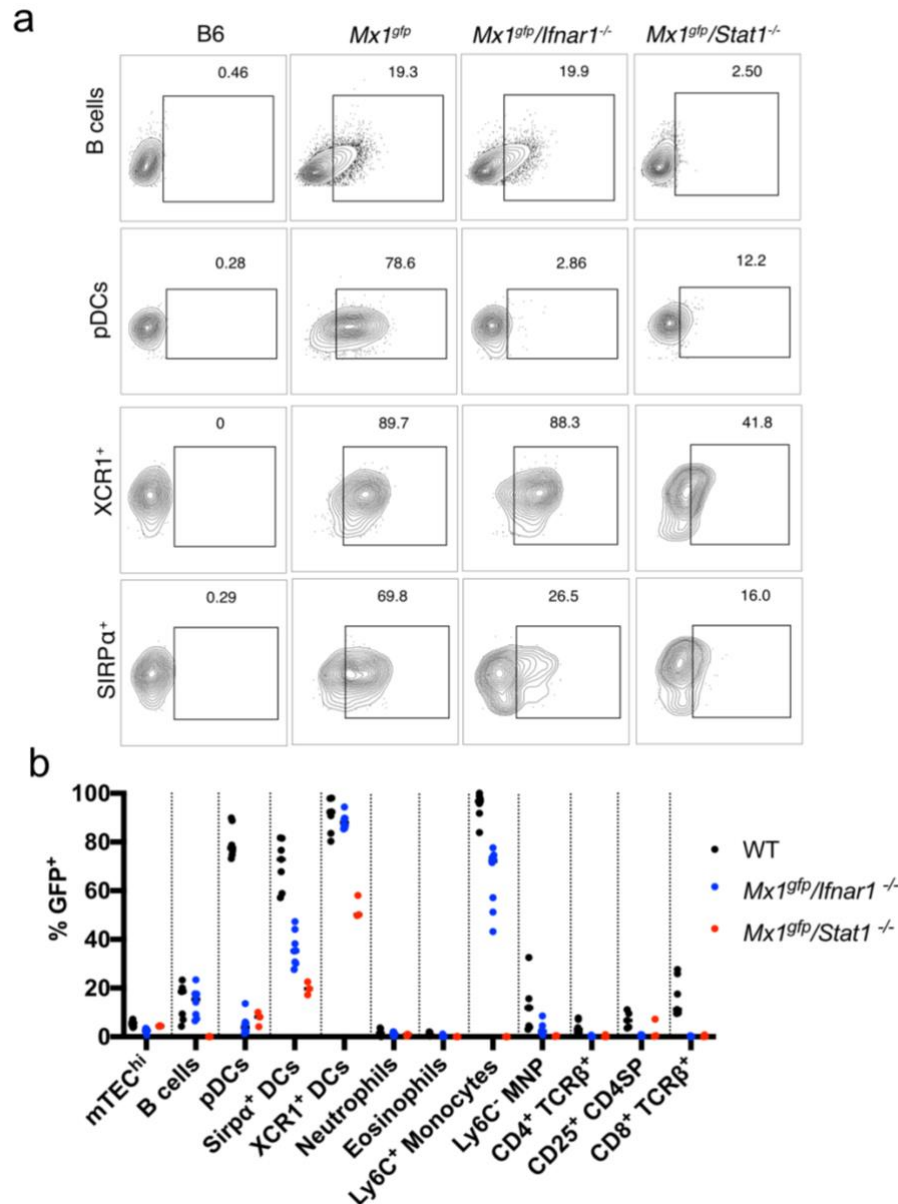 a
B6 Mx1gfp Mx1gfp/Ifnar1-/- Mx1gfp/Stat1-/-
B cells 0.46 19.3 19.9 2.50
pDCs 0.28 78.6 2.86 12.2
XCR1+ 0 89.7 88.3 41.8
SIRPα+ 0.29 69.8 26.5 16.0
b
% GFP+
100
80
60
40
20
0
WT
Mx1gfp/Ifnar1 -/-
Mx1gfp/Stat1 -/-
mTEChi
B cells
pDCs
Sirpα+ DCs
XCR1+ DCs
Neutrophils
Eosinophils
Ly6C+ Monocytes
Ly6C- MNP
CD4+ TCRβ+
CD25+ CD4SP
CD8+ TCRβ+